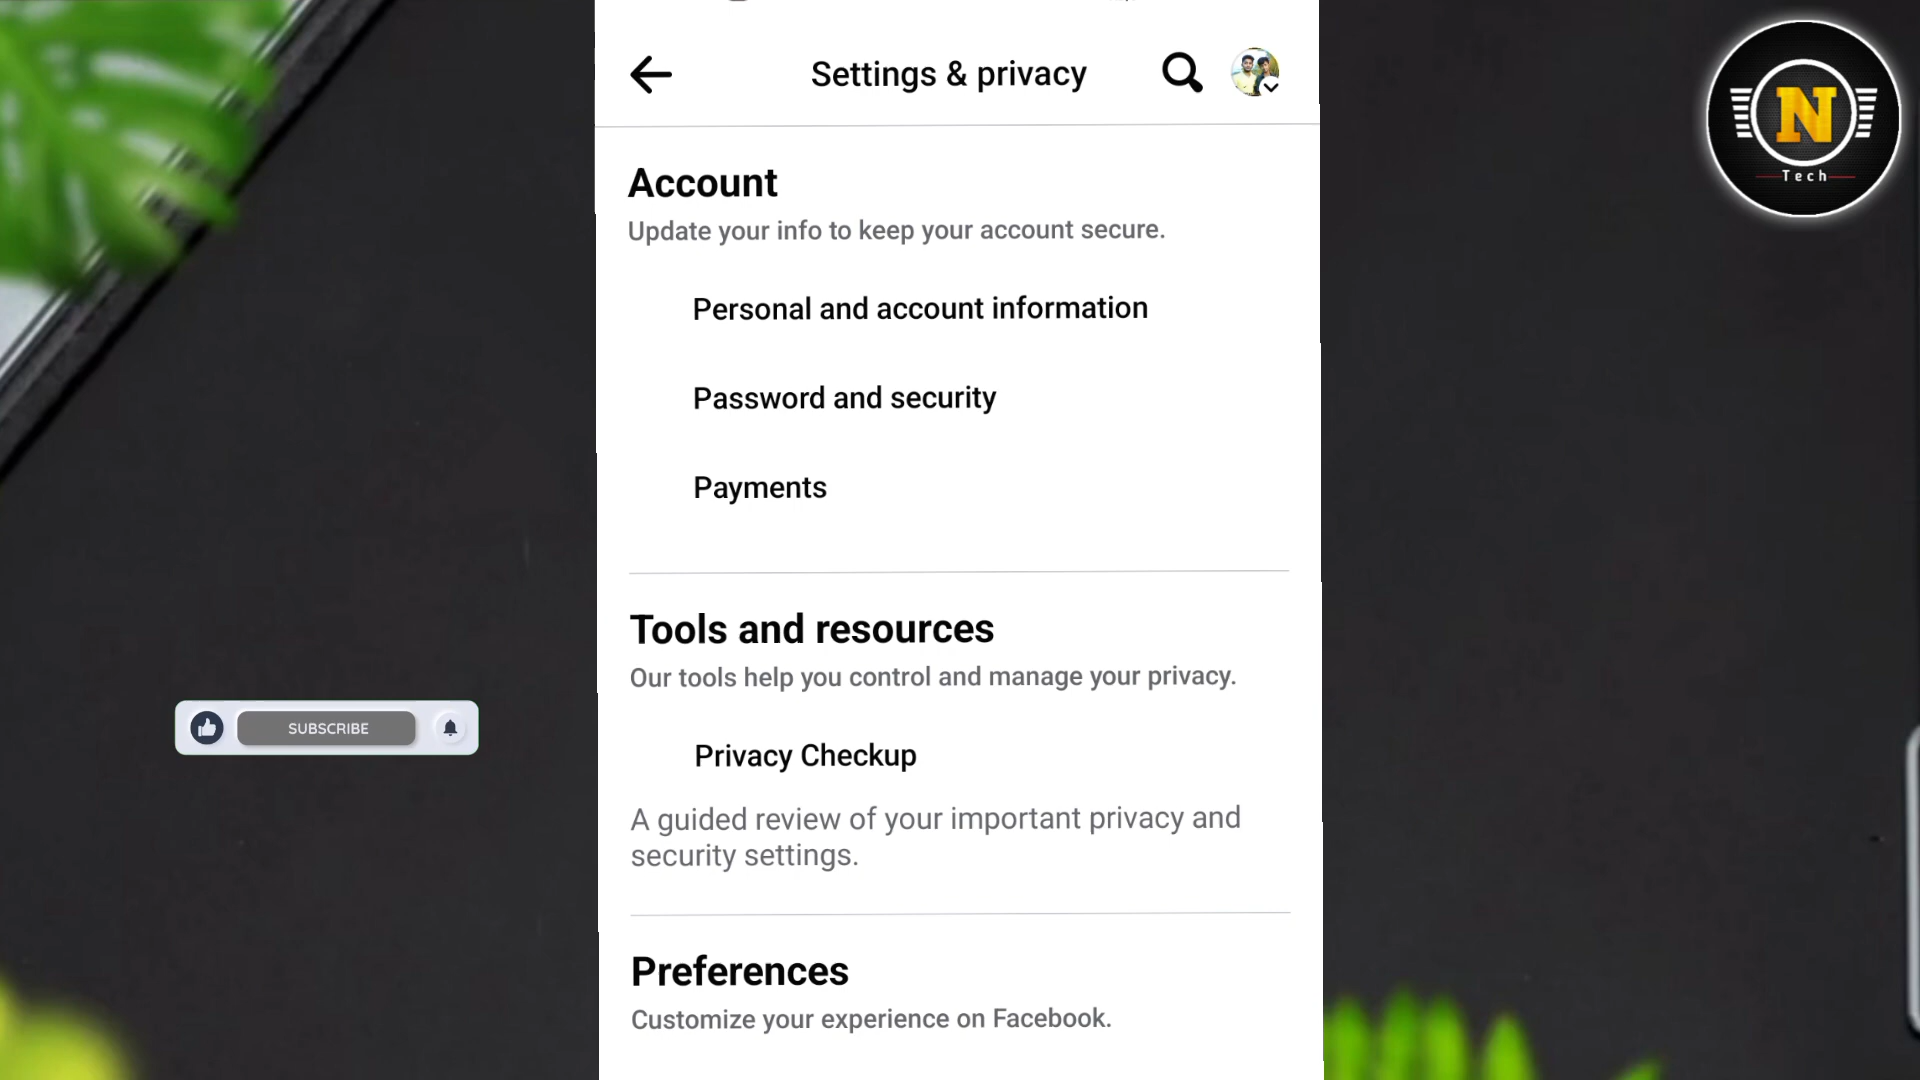 Settings & privacy
N
Tech
Account
Update your info to keep your account secure.
Personal and account information
Password and security
Payments
Tools and resources
Our tools help you control and manage your privacy.
SUBSCRIBE
Privacy Checkup
A guided review of your important privacy and
security settings.
Preferences
Customize your experience on Facebook.